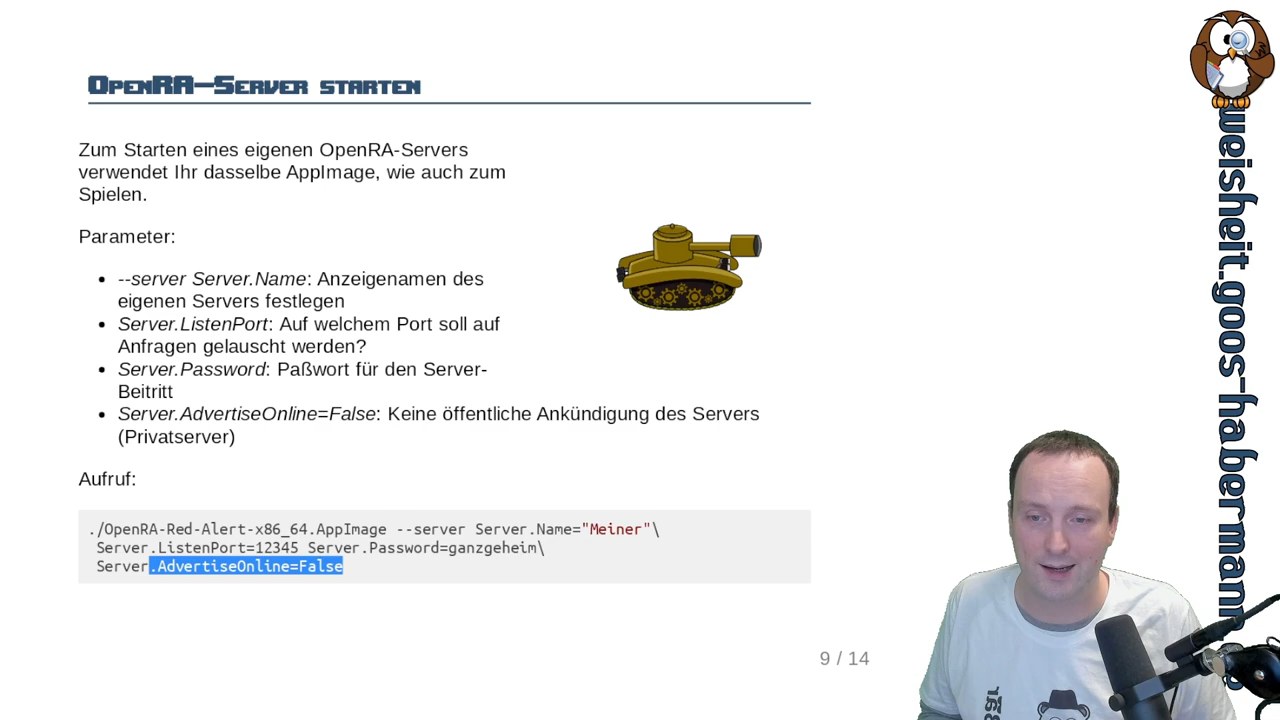 OpenRA-Server starten
Zum Starten eines eigenen OpenRA-Servers
verwendet Ihr dasselbe AppImage, wie auch zum
Spielen.
Parameter:
• --server Server.Name: Anzeigenamen des
eigenen Servers festlegen
• Server.ListenPort: Auf welchem Port soll auf
Anfragen gelauscht werden?
• Server.Password: Paßwort für den Server-
Beitritt
• Server.AdvertiseOnline=False: Keine öffentliche Ankündigung des Servers
(Privatserver)
Aufruf:
./OpenRA-Red-Alert-x86_64.AppImage --server Server.Name="Meiner"\
Server.ListenPort=12345 Server.Password=ganzgeheim\
Server.AdvertiseOnline=False
9 / 14
weisheit.goos-habermann